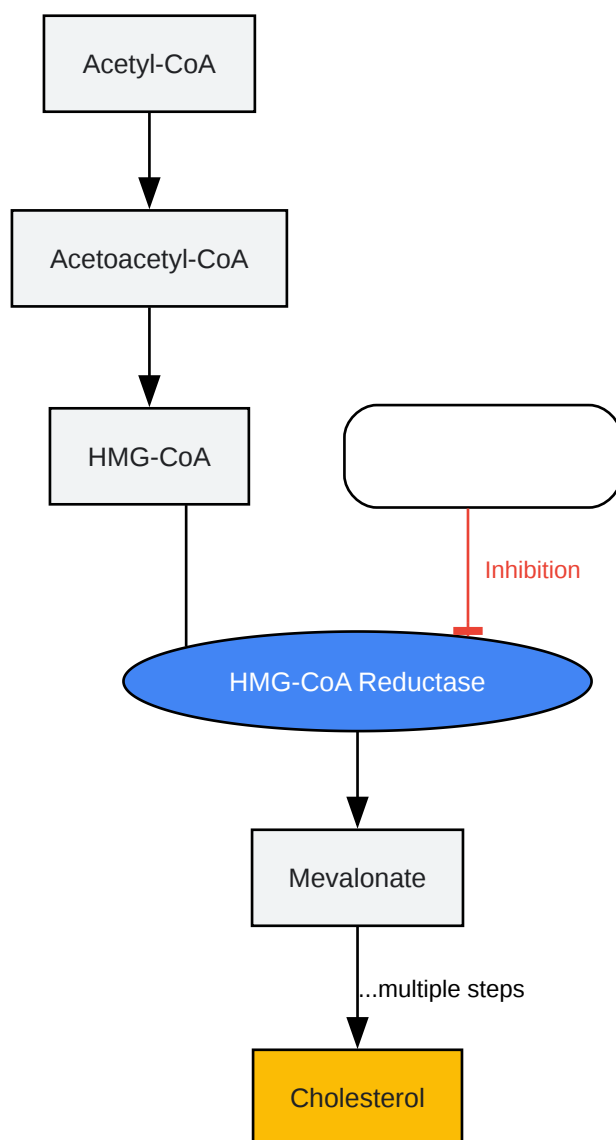 Acetyl-CoA
Acetoacetyl-CoA
HMG-CoA
Inhibition
HMG-CoA Reductase
Mevalonate
...multiple steps
Cholesterol